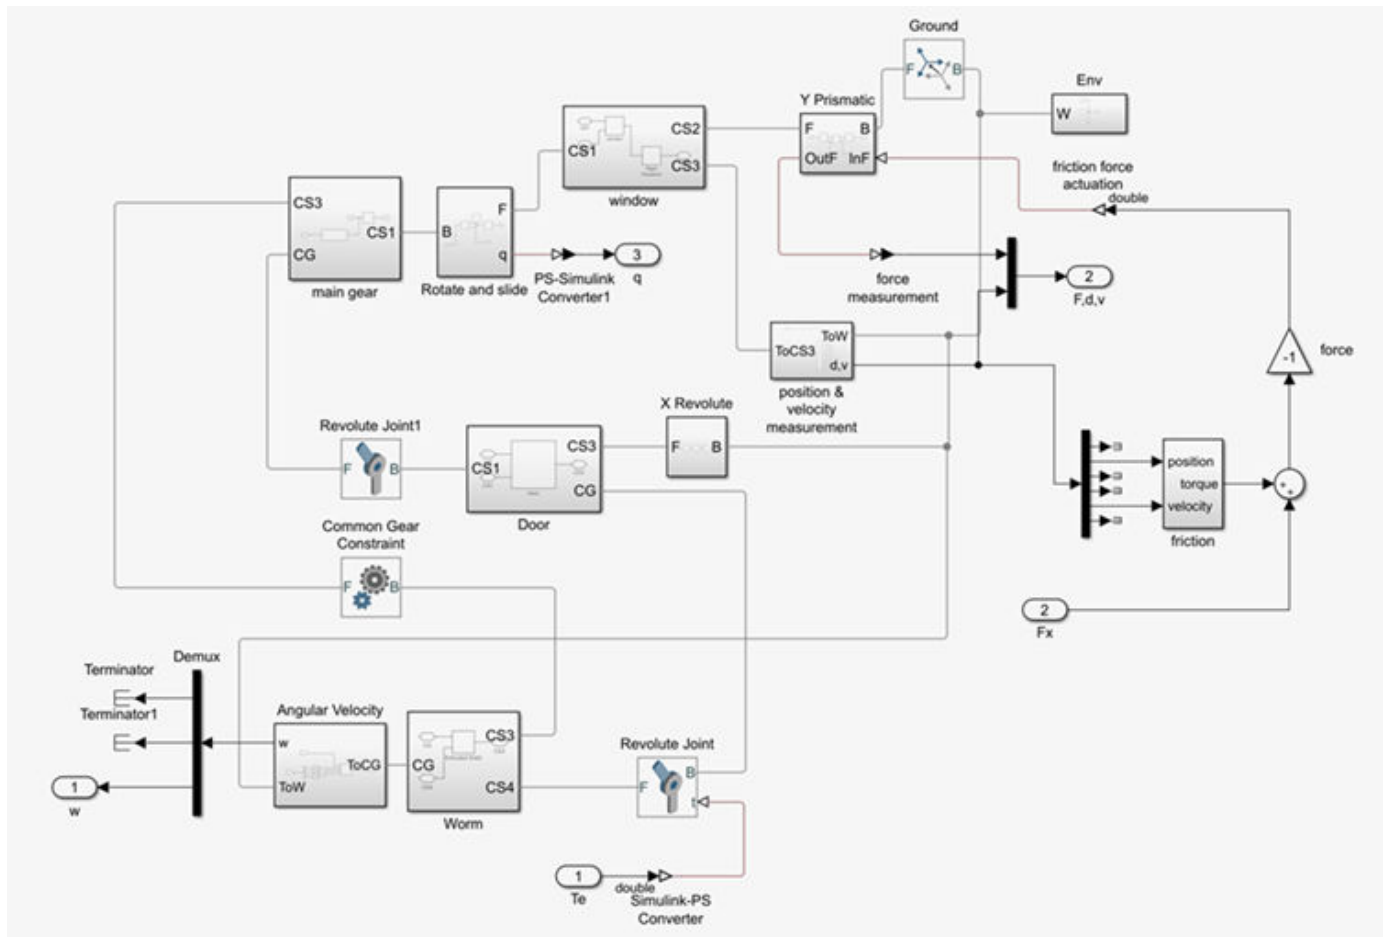 Ground
F B
Env
W
Y Prismatic
F B
OutF InF
CS2
CS1
CS3
window
friction force
actuation
double
CS3
CS1
CG
main gear
F
B
q
Rotate and slide
PS-Simulink
Converter1
3
q
force
measurement
2
F,d,v
ToW
ToCS3
d,v
position &
velocity
measurement
-1
force
X Revolute
F B
Revolute Joint1
F B
CS3
CS1
CG
Door
position
torque
velocity
friction
Common Gear
Constraint
F B
2
Fx
Terminator
Demux
Terminator1
1
w
Angular Velocity
w
ToCG
ToW
CS3
CG
CS4
Worm
Revolute Joint
B
F
t
1
Te
double
Simulink-PS
Converter